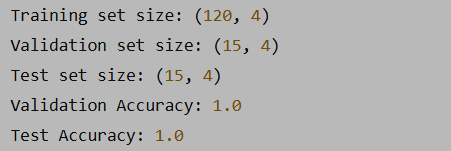 Training set size: (120, 4)
Validation set size: (15, 4)
Test set size: (15, 4)
Validation Accuracy: 1.0
Test Accuracy: 1.0